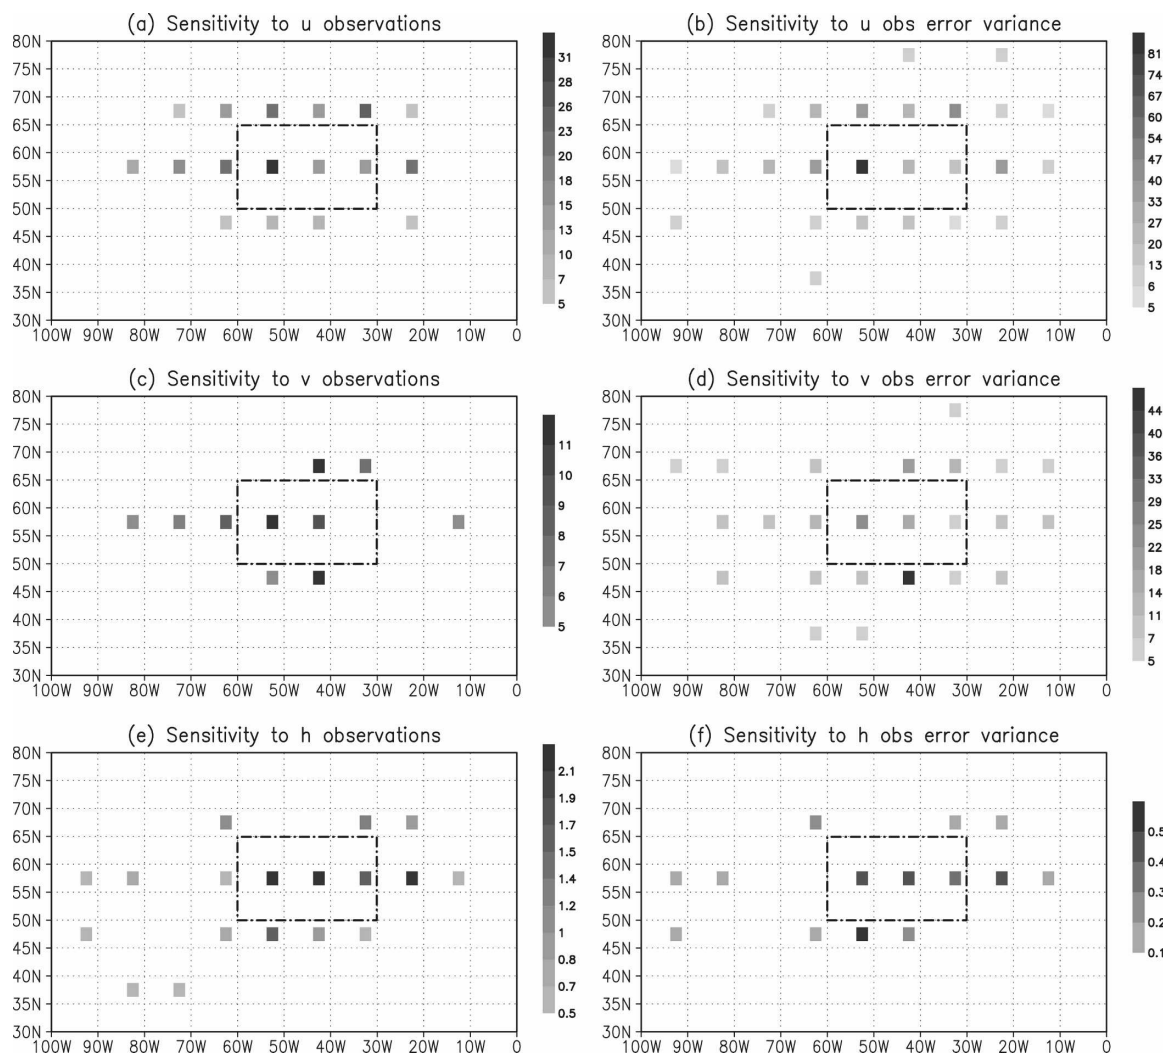 (a) Sensitivity to u observations
80N
75N
70N
65N
60N
55N
50N
45N
40N
35N
30N
100W 90W 80W 70W 60W 50W 40W 30W 20W 10W 0
31
28
26
23
20
18
15
13
10
7
5
(b) Sensitivity to u obs error variance
80N
75N
70N
65N
60N
55N
50N
45N
40N
35N
30N
100W 90W 80W 70W 60W 50W 40W 30W 20W 10W 0
81
74
67
60
54
47
40
33
27
20
13
6
5
(c) Sensitivity to v observations
80N
75N
70N
65N
60N
55N
50N
45N
40N
35N
30N
100W 90W 80W 70W 60W 50W 40W 30W 20W 10W 0
11
10
9
8
7
6
5
(d) Sensitivity to v obs error variance
80N
75N
70N
65N
60N
55N
50N
45N
40N
35N
30N
100W 90W 80W 70W 60W 50W 40W 30W 20W 10W 0
44
40
36
33
29
25
22
18
14
11
7
5
(e) Sensitivity to h observations
80N
75N
70N
65N
60N
55N
50N
45N
40N
35N
30N
100W 90W 80W 70W 60W 50W 40W 30W 20W 10W 0
2.1
1.9
1.7
1.5
1.4
1.2
1
0.8
0.7
0.5
(f) Sensitivity to h obs error variance
80N
75N
70N
65N
60N
55N
50N
45N
40N
35N
30N
100W 90W 80W 70W 60W 50W 40W 30W 20W 10W 0
0.5
0.4
0.3
0.2
0.1